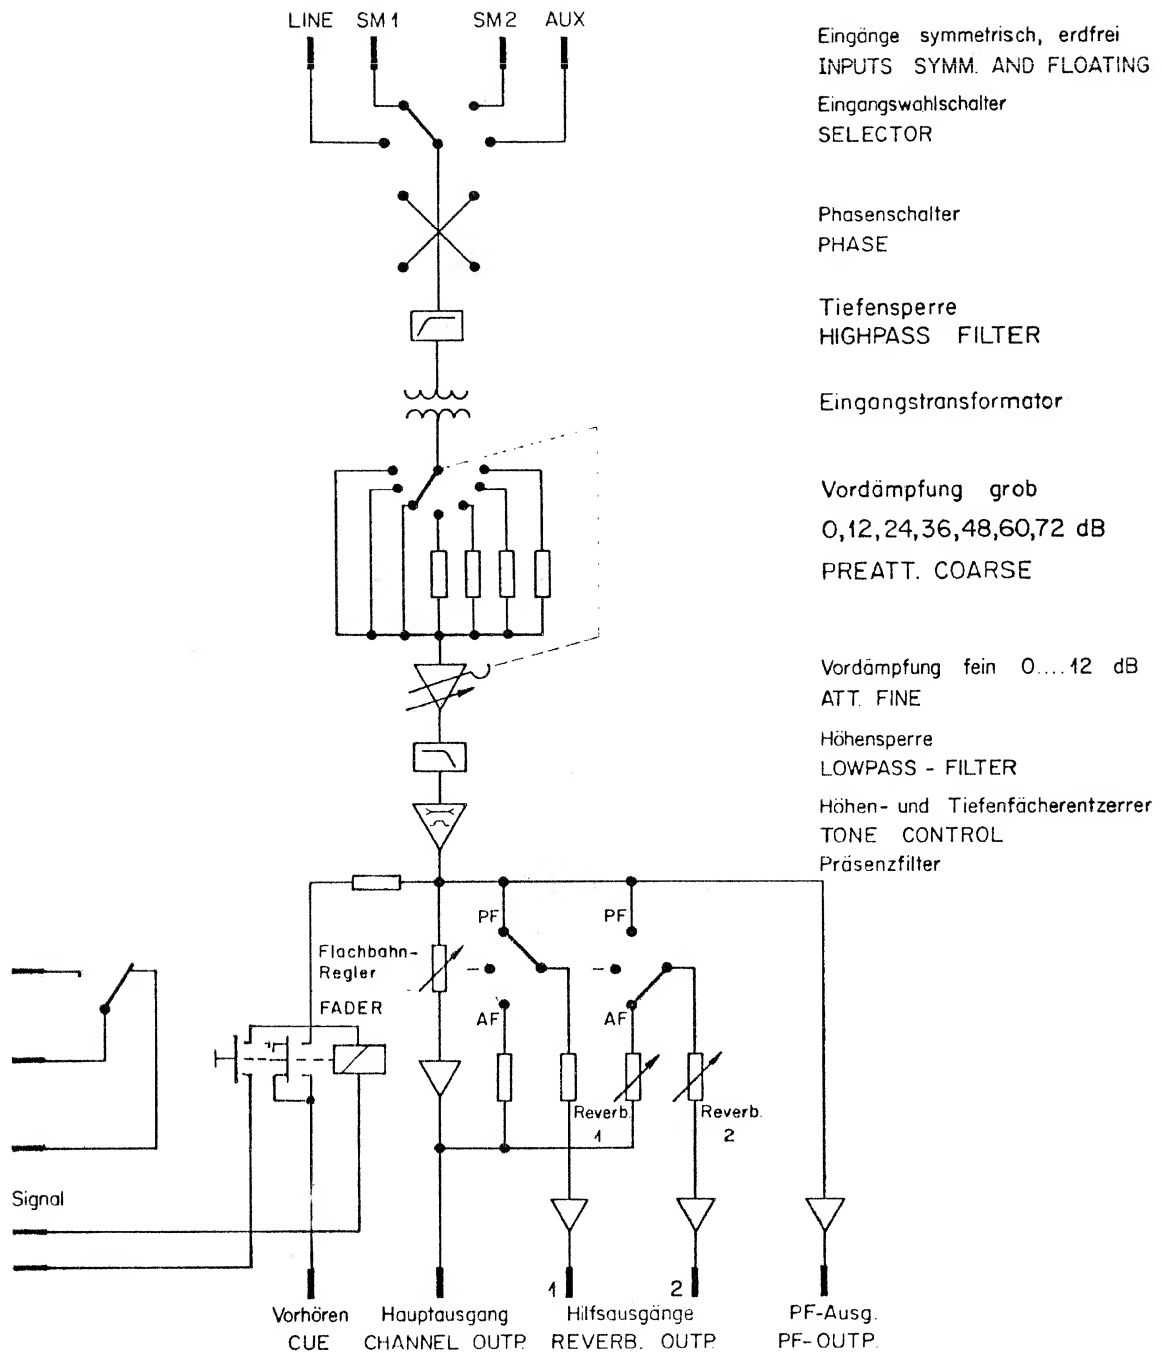 LINE SM1 SM2 AUX
Eingänge symmetrisch, erdfrei
INPUTS SYMM. AND FLOATING
Eingangswahlschalter
SELECTOR
Phasenschalter
PHASE
Tiefensperre
HIGHPASS FILTER
Eingangstransformator
Vordämpfung grob
0,12,24,36,48,60,72 dB
PREATT. COARSE
Vordämpfung fein 0....12 dB
ATT. FINE
Höhensperre
LOWPASS - FILTER
Höhen- und Tiefenfächerentzerrer
TONE CONTROL
Präsenzfilter
PF PF
Flachbahn-
Regler
FADER
AF AF
Reverb.
1
Reverb.
2
Signal
1 2
Vorhören Hauptausgang Hilfsausgänge PF-Ausg.
CUE CHANNEL OUTP. REVERB. OUTP. PF-OUTP.